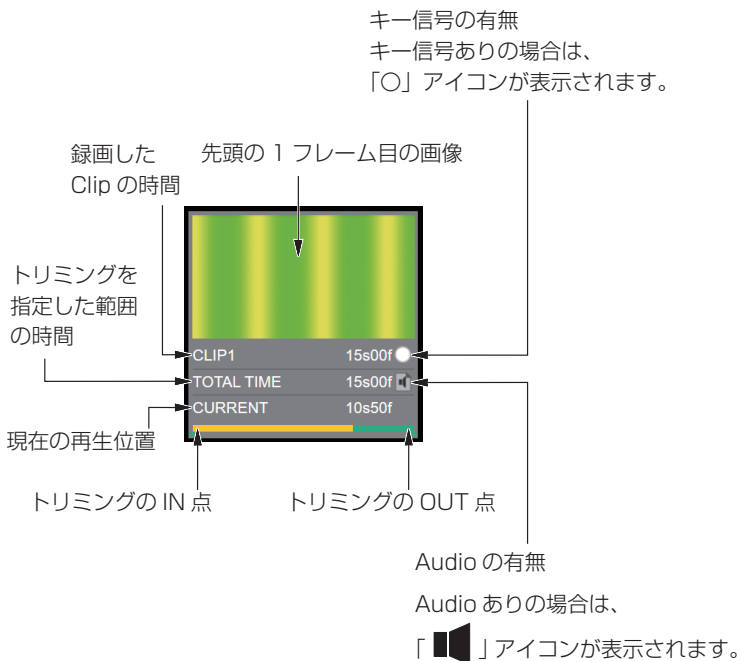 キー信号の有無
キー信号ありの場合は、
「○」アイコンが表示されます。
録画した
Clip の時間
先頭の 1 フレーム目の画像
トリミングを
指定した範囲
の時間
CLIP1 15s00f
TOTAL TIME 15s00f
CURRENT 10s50f
現在の再生位置
トリミングの IN 点
トリミングの OUT 点
Audio の有無
Audio ありの場合は、
「 」アイコンが表示されます。